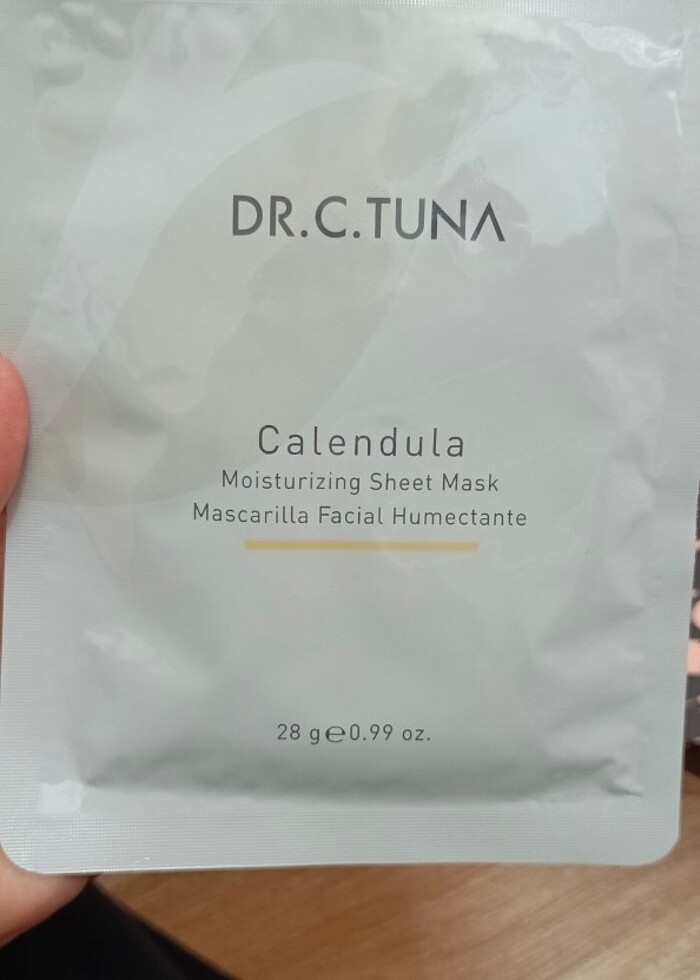 DR.C.TUNA
Calendula
Moisturizing Sheet Mask
Mascarilla Facial Humectante
28 g℮0.99 oz.